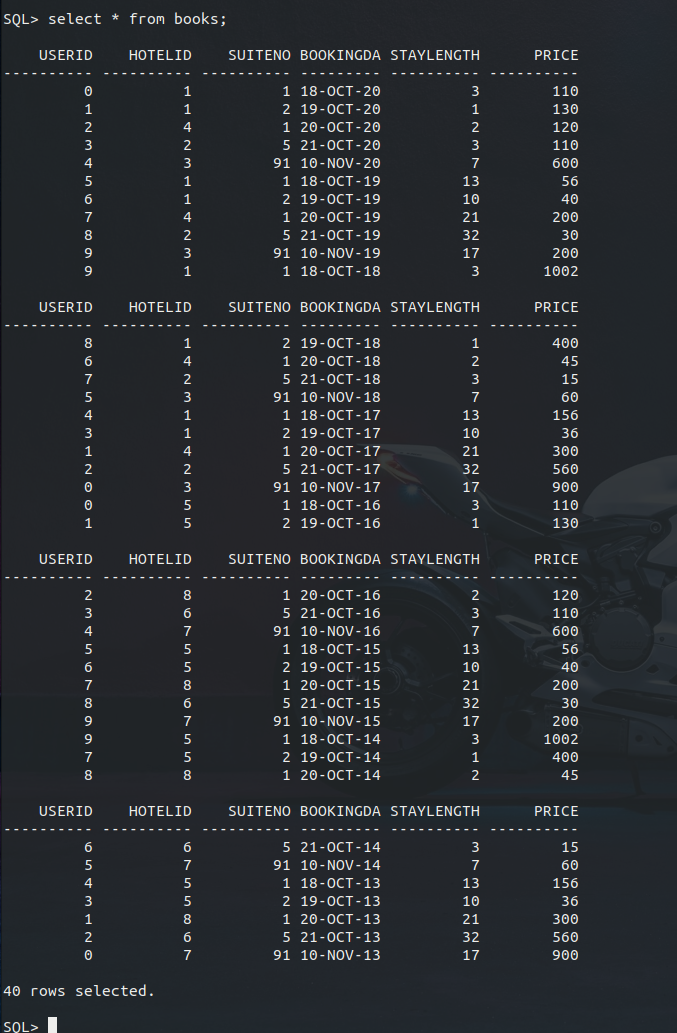 SQL> select * from books;
    USERID    HOTELID    SUITENO BOOKINGDA STAYLENGTH      PRICE
---------- ---------- ---------- --------- ---------- ----------
         0          1          1 18-OCT-20          3        110
         1          1          2 19-OCT-20          1        130
         2          4          1 20-OCT-20          2        120
         3          2          5 21-OCT-20          3        110
         4          3         91 10-NOV-20          7        600
         5          1          1 18-OCT-19         13         56
         6          1          2 19-OCT-19         10         40
         7          4          1 20-OCT-19         21        200
         8          2          5 21-OCT-19         32         30
         9          3         91 10-NOV-19         17        200
         9          1          1 18-OCT-18          3       1002
    USERID    HOTELID    SUITENO BOOKINGDA STAYLENGTH      PRICE
---------- ---------- ---------- --------- ---------- ----------
         8          1          2 19-OCT-18          1        400
         6          4          1 20-OCT-18          2         45
         7          2          5 21-OCT-18          3         15
         5          3         91 10-NOV-18          7         60
         4          1          1 18-OCT-17         13        156
         3          1          2 19-OCT-17         10         36
         1          4          1 20-OCT-17         21        300
         2          2          5 21-OCT-17         32        560
         0          3         91 10-NOV-17         17        900
         0          5          1 18-OCT-16          3        110
         1          5          2 19-OCT-16          1        130
    USERID    HOTELID    SUITENO BOOKINGDA STAYLENGTH      PRICE
---------- ---------- ---------- --------- ---------- ----------
         2          8          1 20-OCT-16          2        120
         3          6          5 21-OCT-16          3        110
         4          7         91 10-NOV-16          7        600
         5          5          1 18-OCT-15         13         56
         6          5          2 19-OCT-15         10         40
         7          8          1 20-OCT-15         21        200
         8          6          5 21-OCT-15         32         30
         9          7         91 10-NOV-15         17        200
         9          5          1 18-OCT-14          3       1002
         7          5          2 19-OCT-14          1        400
         8          8          1 20-OCT-14          2         45
    USERID    HOTELID    SUITENO BOOKINGDA STAYLENGTH      PRICE
---------- ---------- ---------- --------- ---------- ----------
         6          6          5 21-OCT-14          3         15
         5          7         91 10-NOV-14          7         60
         4          5          1 18-OCT-13         13        156
         3          5          2 19-OCT-13         10         36
         1          8          1 20-OCT-13         21        300
         2          6          5 21-OCT-13         32        560
         0          7         91 10-NOV-13         17        900
40 rows selected.
SQL>